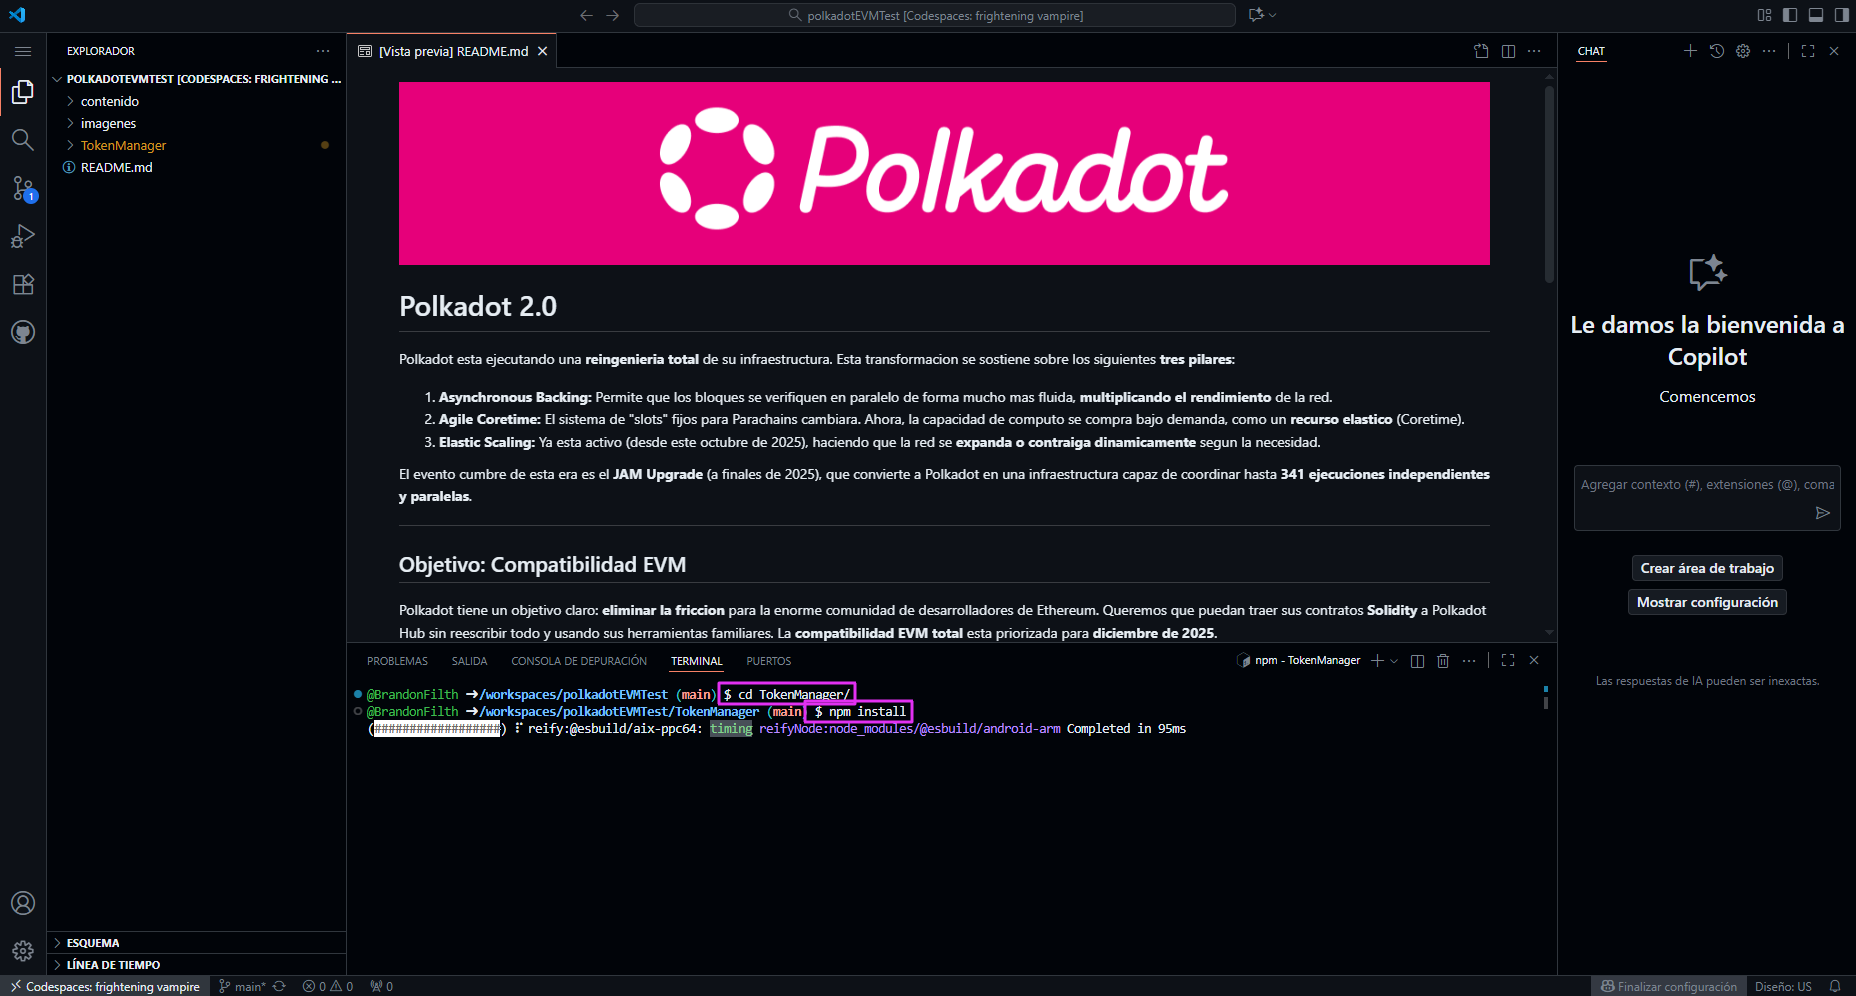 polkadotEVMTest [Codespaces: frightening vampire]
EXPLORADOR
POLKADOTEVMTEST [CODESPACES: FRIGHTENING ...
contenido
imagenes
TokenManager
README.md
1
[Vista previa] README.md
Polkadot
Polkadot 2.0
Polkadot esta ejecutando una reingenieria total de su infraestructura. Esta transformacion se sostiene sobre los siguientes tres pilares:
1. Asynchronous Backing: Permite que los bloques se verifiquen en paralelo de forma mucho mas fluida, multiplicando el rendimiento de la red.
2. Agile Coretime: El sistema de "slots" fijos para Parachains cambiara. Ahora, la capacidad de computo se compra bajo demanda, como un recurso elastico (Coretime).
3. Elastic Scaling: Ya esta activo (desde este octubre de 2025), haciendo que la red se expanda o contraiga dinamicamente segun la necesidad.
El evento cumbre de esta era es el JAM Upgrade (a finales de 2025), que convierte a Polkadot en una infraestructura capaz de coordinar hasta 341 ejecuciones independientes
y paralelas.
Objetivo: Compatibilidad EVM
Polkadot tiene un objetivo claro: eliminar la friccion para la enorme comunidad de desarrolladores de Ethereum. Queremos que puedan traer sus contratos Solidity a Polkadot
Hub sin reescribir todo y usando sus herramientas familiares. La compatibilidad EVM total esta priorizada para diciembre de 2025.
PROBLEMAS SALIDA CONSOLA DE DEPURACIÓN TERMINAL PUERTOS
npm - TokenManager
@BrandonFilth ➜/workspaces/polkadotEVMTest (main) $ cd TokenManager/
@BrandonFilth ➜/workspaces/polkadotEVMTest/TokenManager (main) $ npm install
(##################) ⠏ reify:@esbuild/aix-ppc64: timing reifyNode:node_modules/@esbuild/android-arm Completed in 95ms
CHAT
Le damos la bienvenida a
Copilot
Comencemos
Agregar contexto (#), extensiones (@), coma
Crear área de trabajo
Mostrar configuración
Las respuestas de IA pueden ser inexactas.
ESQUEMA
LÍNEA DE TIEMPO
Codespaces: frightening vampire
main*
0 0
0
Finalizar configuración
Diseño: US